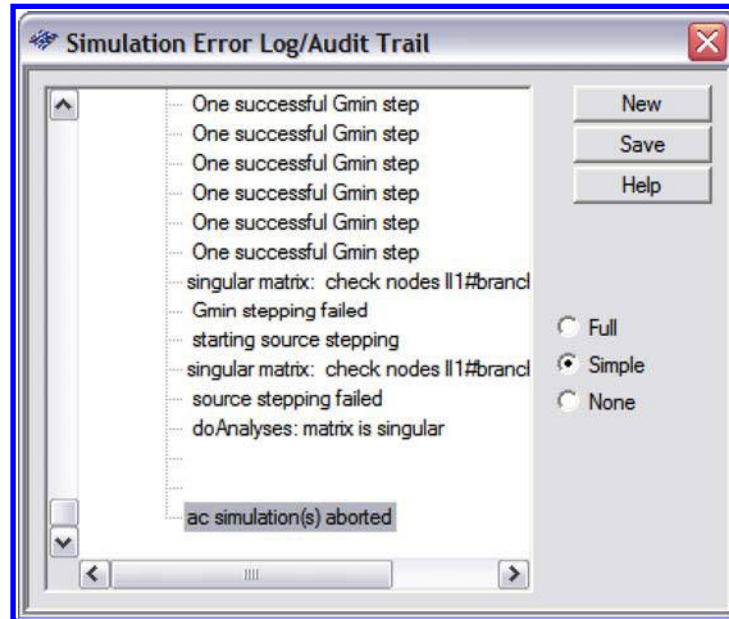 Simulation Error Log/Audit Trail
One successful Gmin step
One successful Gmin step
One successful Gmin step
One successful Gmin step
One successful Gmin step
One successful Gmin step
singular matrix: check nodes ll1#branch
Gmin stepping failed
starting source stepping
singular matrix: check nodes ll1#branch
source stepping failed
doAnalyses: matrix is singular
ac simulation(s) aborted
New
Save
Help
Full
Simple
None